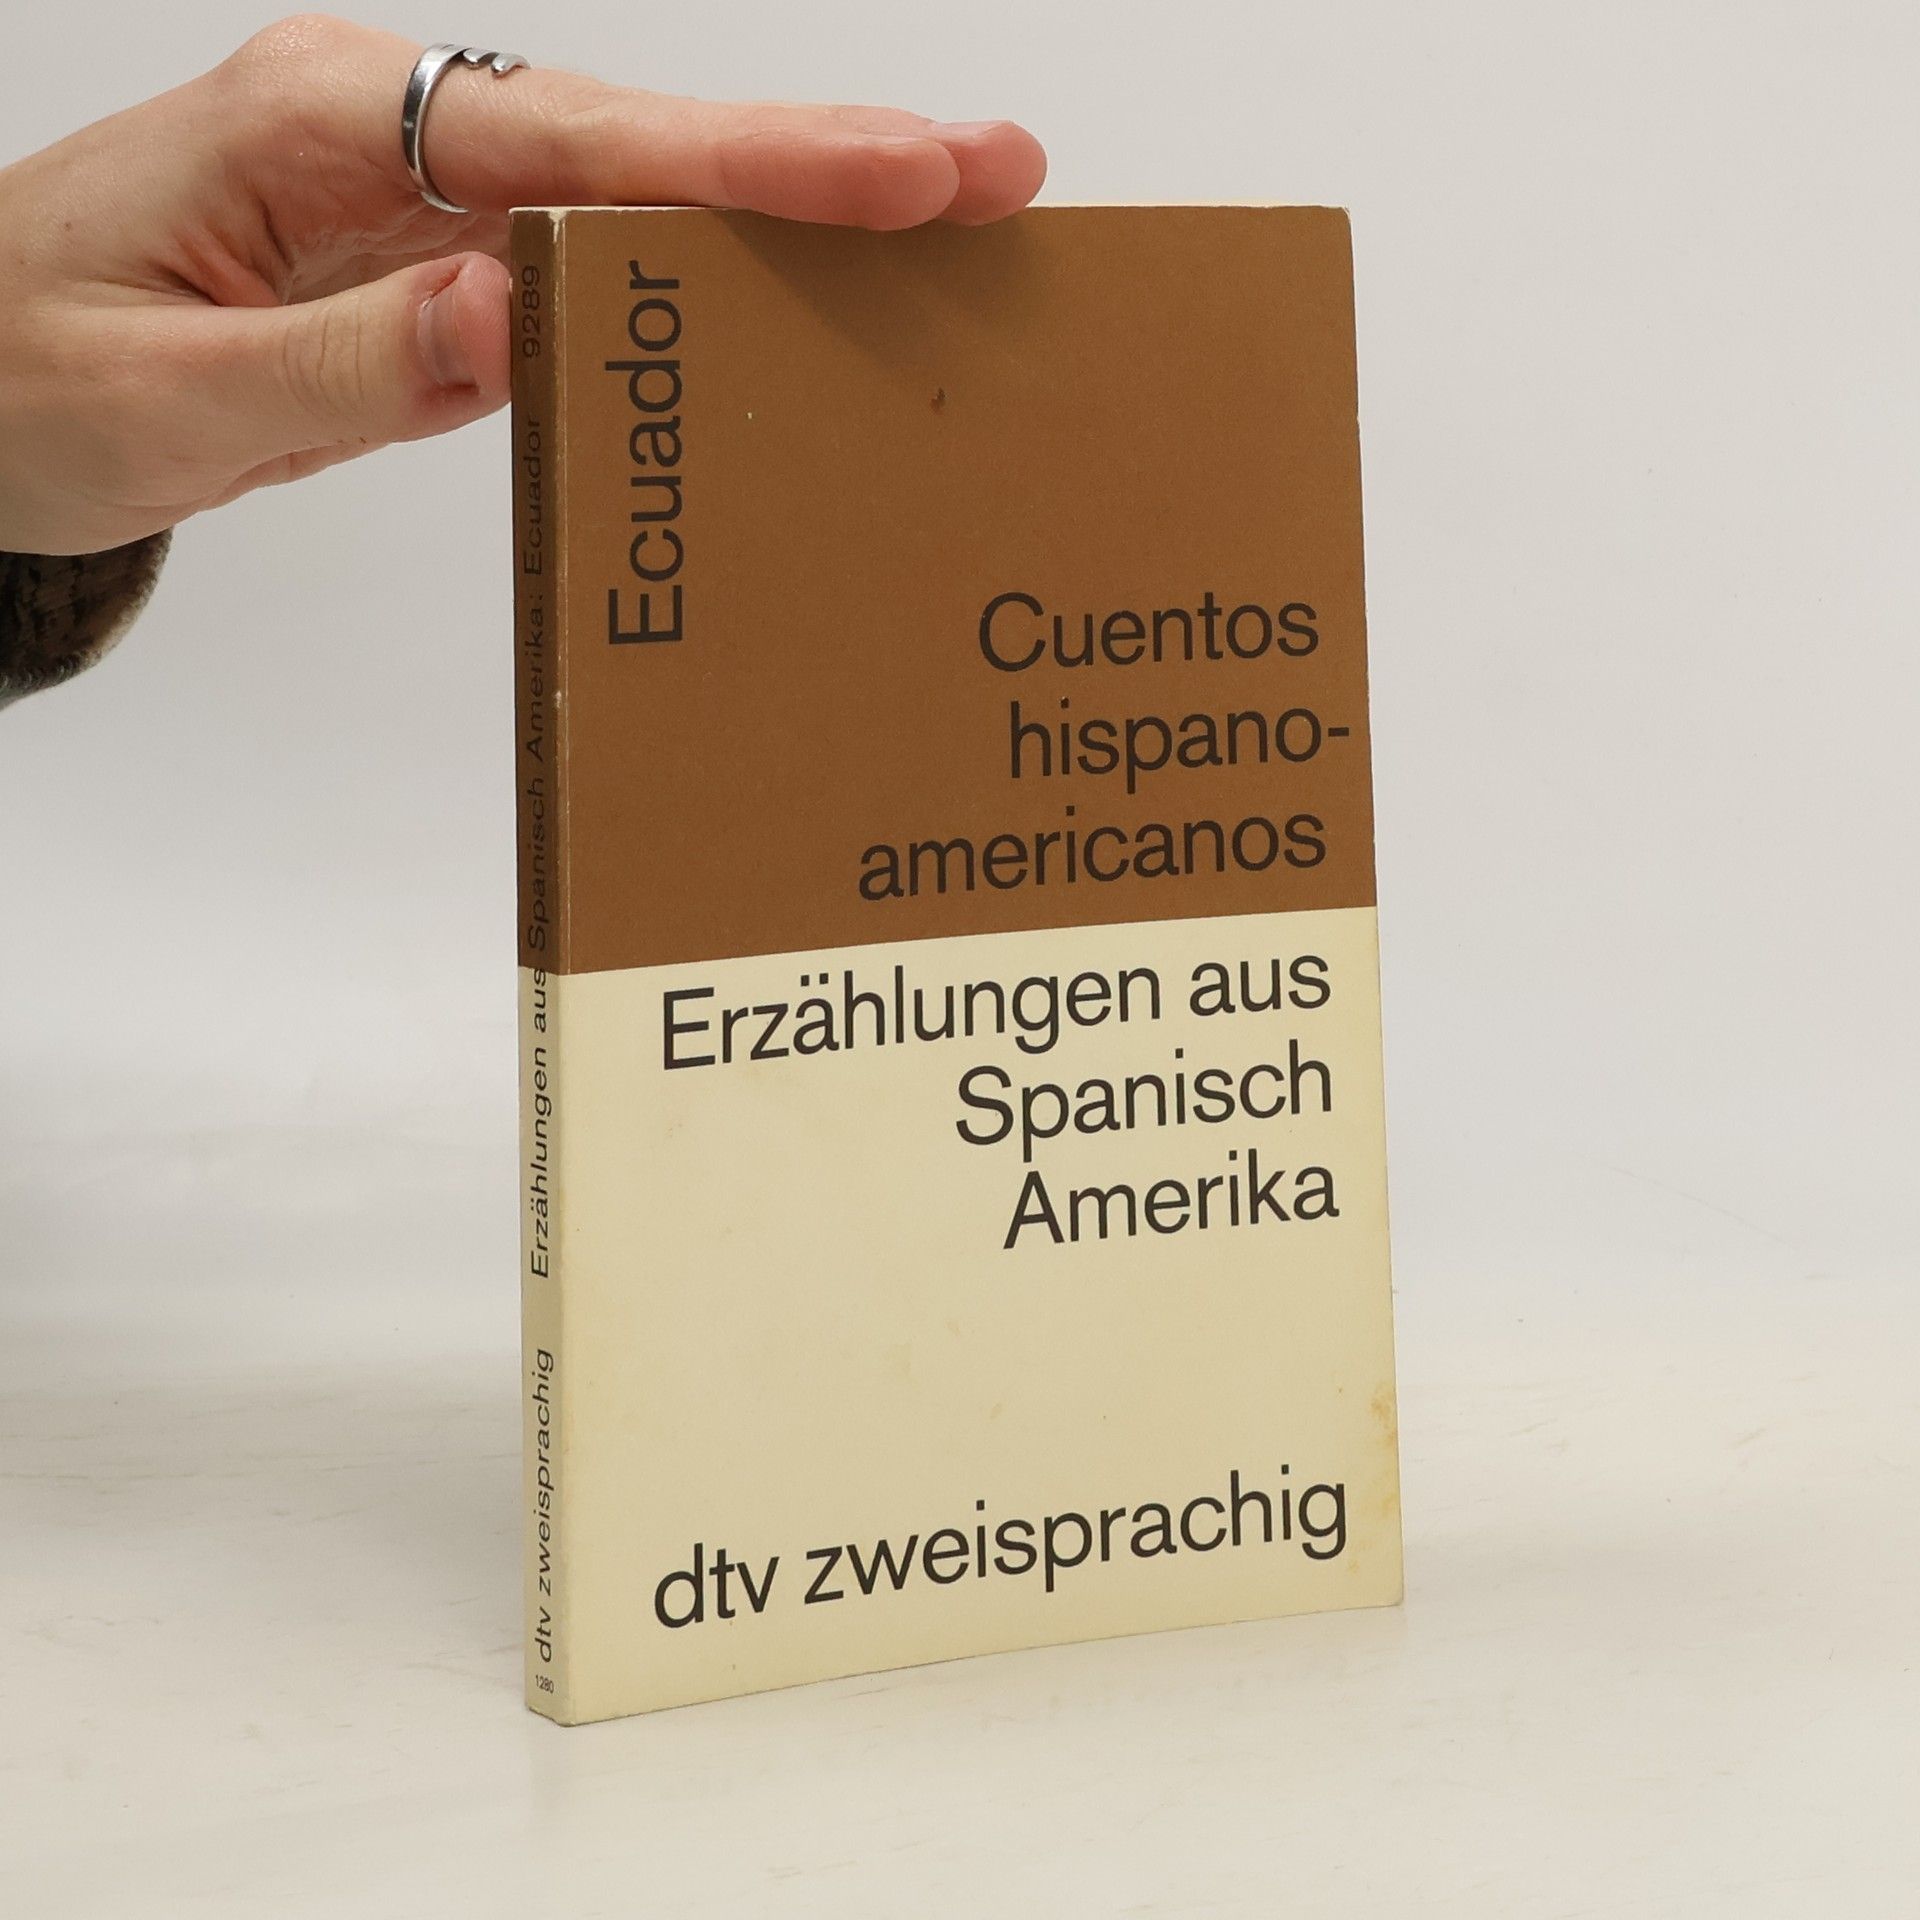 Ecuador
Cuentos
hispano-
americanos
Erzählungen aus
Spanisch
Amerika
dtv zweisprachig
1280 dtv zweisprachig Erzählungen aus Spanisch Amerika: Ecuador 9289